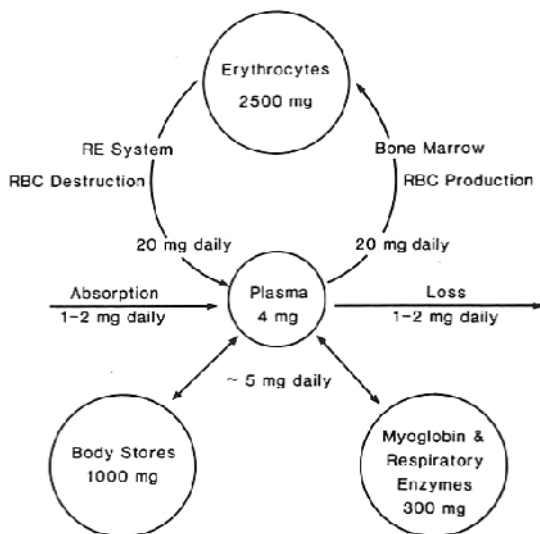 Erythrocytes
2500 mg
RE System
RBC Destruction
Bone Marrow
RBC Production
20 mg daily
20 mg daily
Absorption
1-2 mg daily
Plasma
4 mg
Loss
1-2 mg daily
~ 5 mg daily
Body Stores
1000 mg
Myoglobin &
Respiratory
Enzymes
300 mg